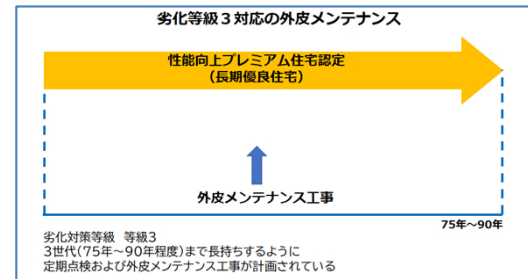 劣化等級３対応の外皮メンテナンス
性能向上プレミアム住宅認定
（長期優良住宅）
外皮メンテナンス工事
75年～90年
劣化対策等級　等級3
3世代（75年～90年程度）まで長持ちするように
定期点検および外皮メンテナンス工事が計画されている